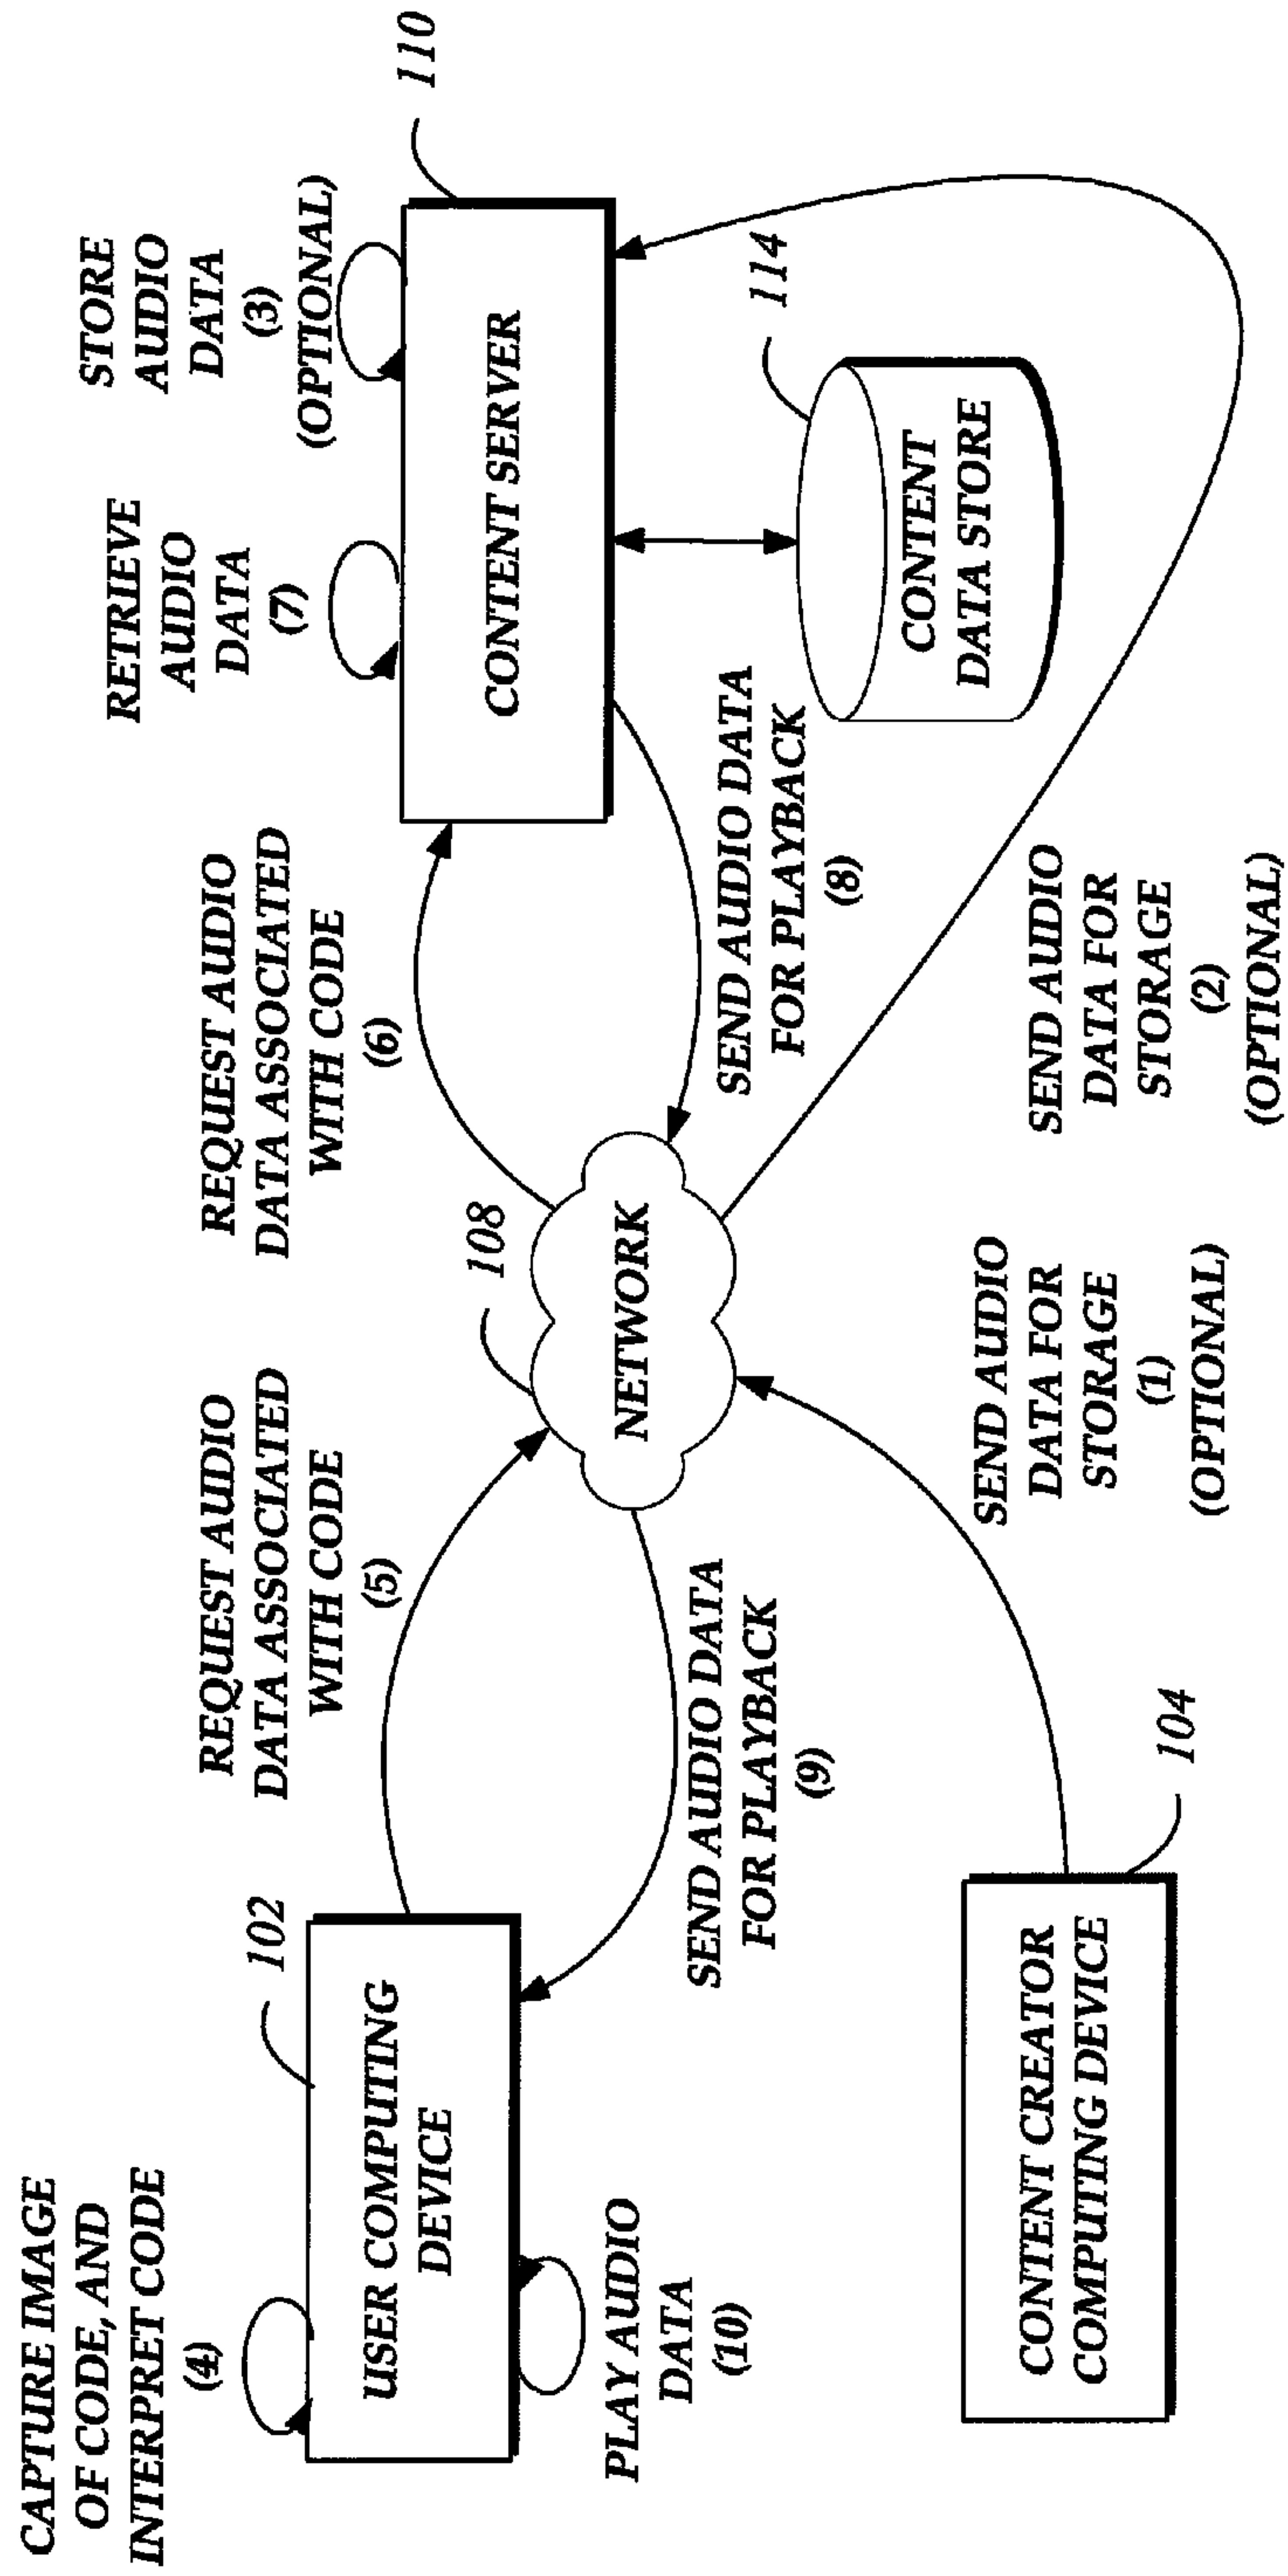 CAPTURE IMAGE
OF CODE, AND
INTERPRET CODE
(4)
102
USER COMPUTING
DEVICE
PLAY AUDIO
DATA
(10)
REQUEST AUDIO
DATA ASSOCIATED
WITH CODE
(5)
SEND AUDIO DATA
FOR PLAYBACK
(9)
108
NETWORK
REQUEST AUDIO
DATA ASSOCIATED
WITH CODE
(6)
SEND AUDIO DATA
FOR PLAYBACK
(8)
RETRIEVE
AUDIO
DATA
(7)
STORE
AUDIO
DATA
(3)
(OPTIONAL)
110
CONTENT SERVER
114
CONTENT
DATA STORE
CONTENT CREATOR
COMPUTING DEVICE
104
SEND AUDIO
DATA FOR
STORAGE
(1)
(OPTIONAL)
SEND AUDIO
DATA FOR
STORAGE
(2)
(OPTIONAL)